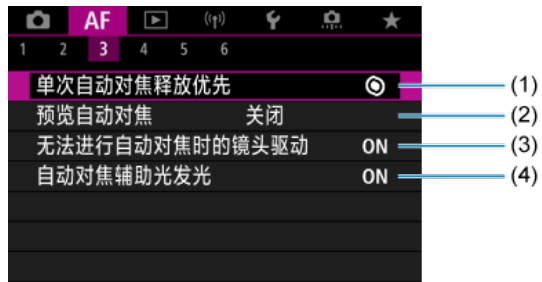 AF
1 2 3 4 5 6
单次自动对焦释放优先 (1)
预览自动对焦 关闭 (2)
无法进行自动对焦时的镜头驱动 ON (3)
自动对焦辅助光发光 ON (4)